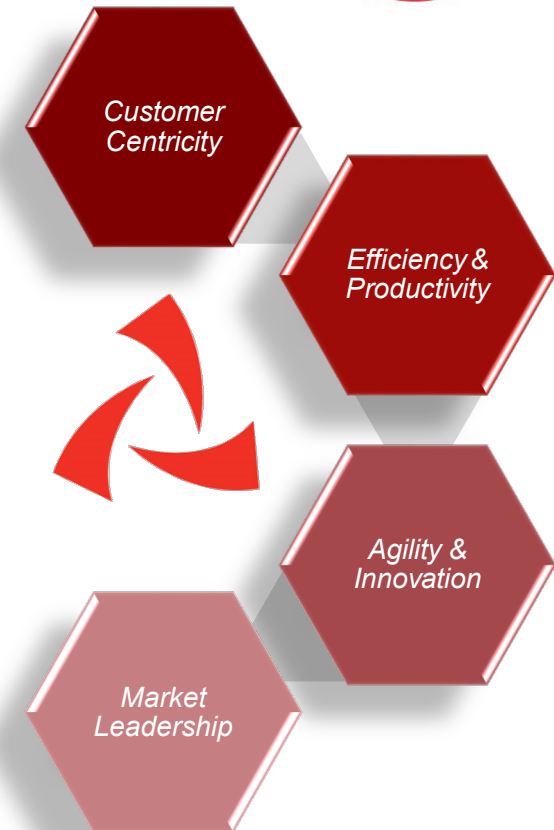 Customer
Centricity
Efficiency &
Productivity
Agility &
Innovation
Market
Leadership